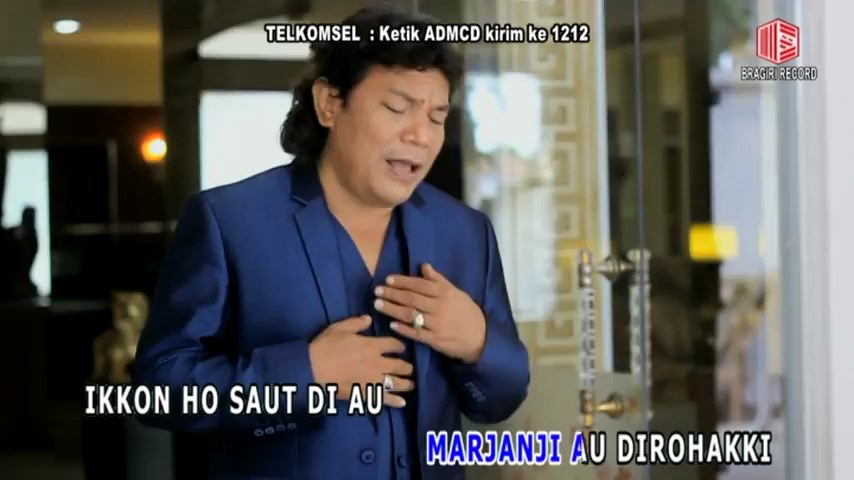 TELKOMSEL : Ketik ADMCD kirim ke 1212
BRAGIRI RECORD
IKKON HO SAUT DI AU
MARJANJI AU DIROHAKKI